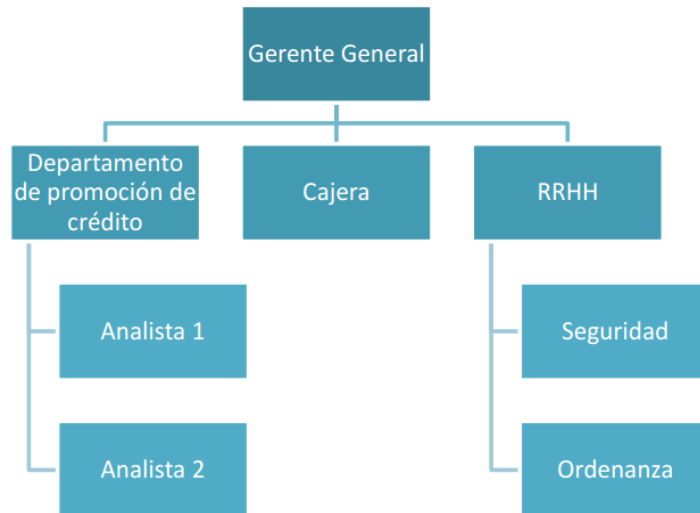 Gerente General
Departamento
de promoción de
crédito
Cajera
RRHH
Analista 1
Seguridad
Analista 2
Ordenanza